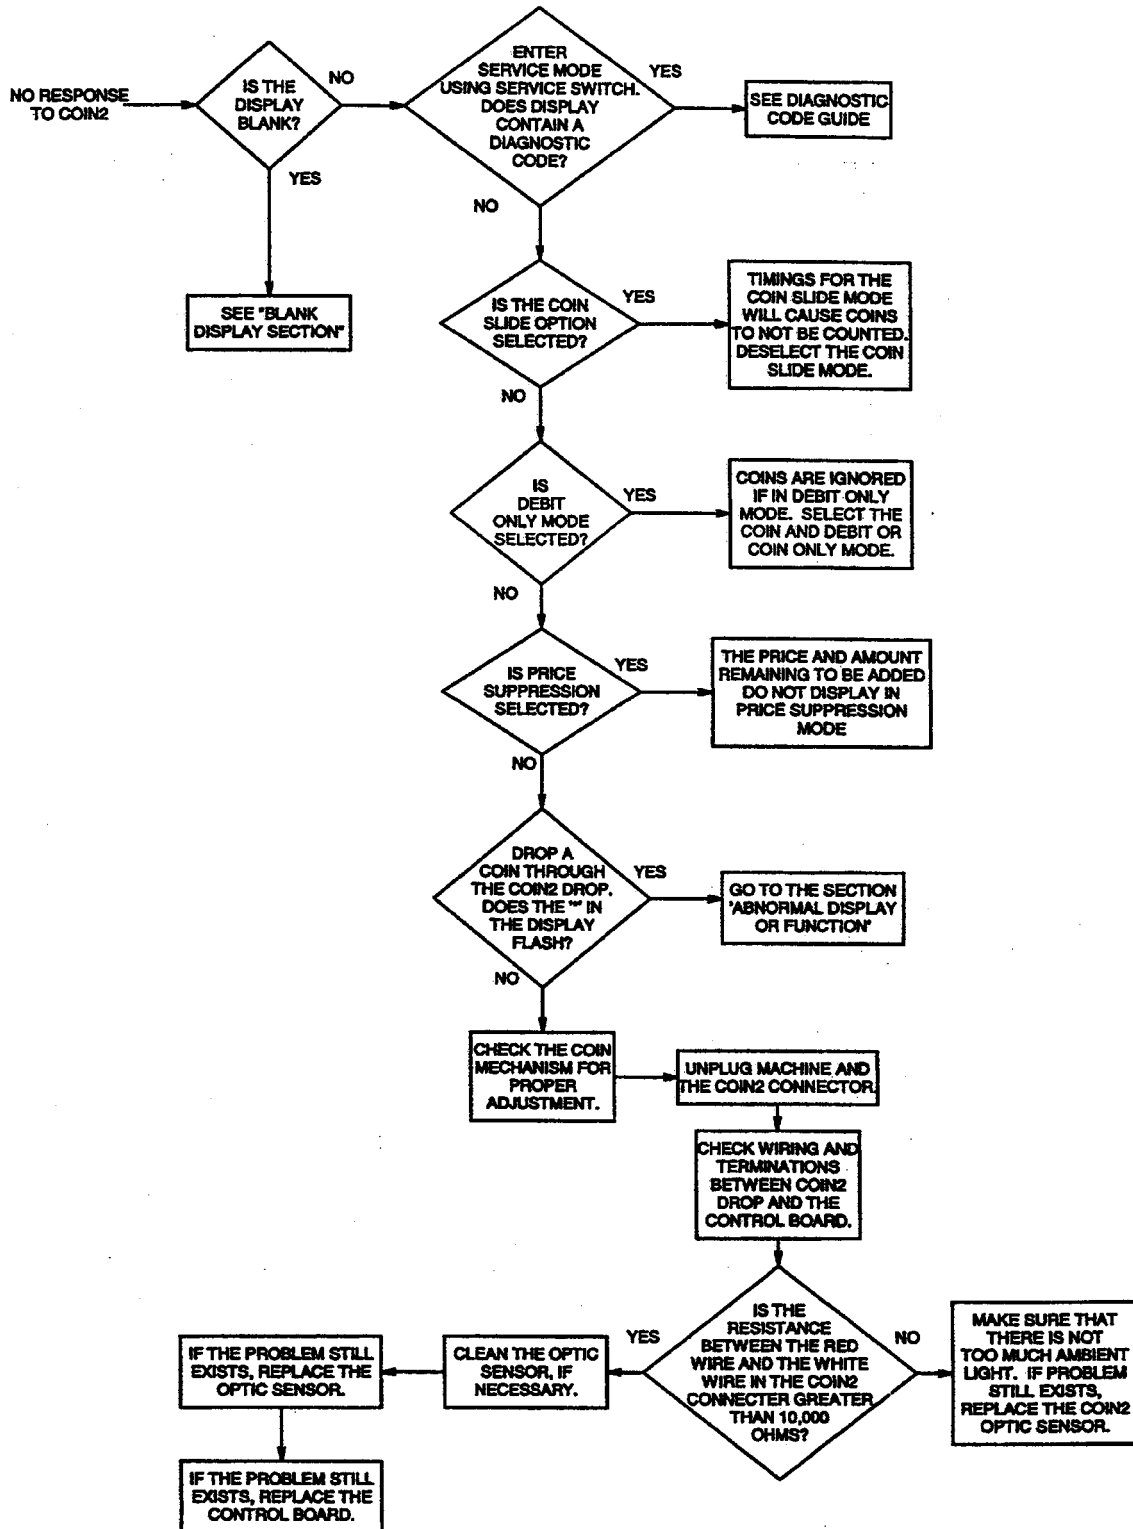 NO RESPONSE
TO COIN2
IS THE
DISPLAY
BLANK?
NO
YES
SEE "BLANK
DISPLAY SECTION"
ENTER
SERVICE MODE
USING SERVICE SWITCH.
DOES DISPLAY
CONTAIN A
DIAGNOSTIC
CODE?
YES
SEE DIAGNOSTIC
CODE GUIDE
NO
IS THE COIN
SLIDE OPTION
SELECTED?
YES
TIMINGS FOR THE
COIN SLIDE MODE
WILL CAUSE COINS
TO NOT BE COUNTED.
DESELECT THE COIN
SLIDE MODE.
NO
IS
DEBIT
ONLY MODE
SELECTED?
YES
COINS ARE IGNORED
IF IN DEBIT ONLY
MODE. SELECT THE
COIN AND DEBIT OR
COIN ONLY MODE.
NO
IS PRICE
SUPPRESSION
SELECTED?
YES
THE PRICE AND AMOUNT
REMAINING TO BE ADDED
DO NOT DISPLAY IN
PRICE SUPPRESSION
MODE
NO
DROP A
COIN THROUGH
THE COIN2 DROP.
DOES THE "" IN
THE DISPLAY
FLASH?
YES
GO TO THE SECTION
'ABNORMAL DISPLAY
OR FUNCTION'
NO
CHECK THE COIN
MECHANISM FOR
PROPER
ADJUSTMENT.
UNPLUG MACHINE AND
THE COIN2 CONNECTOR.
CHECK WIRING AND
TERMINATIONS
BETWEEN COIN2
DROP AND THE
CONTROL BOARD.
IS THE
RESISTANCE
BETWEEN THE RED
WIRE AND THE WHITE
WIRE IN THE COIN2
CONNECTER GREATER
THAN 10,000
OHMS?
NO
MAKE SURE THAT
THERE IS NOT
TOO MUCH AMBIENT
LIGHT. IF PROBLEM
STILL EXISTS,
REPLACE THE COIN2
OPTIC SENSOR.
YES
CLEAN THE OPTIC
SENSOR, IF
NECESSARY.
IF THE PROBLEM STILL
EXISTS, REPLACE THE
OPTIC SENSOR.
IF THE PROBLEM STILL
EXISTS, REPLACE THE
CONTROL BOARD.